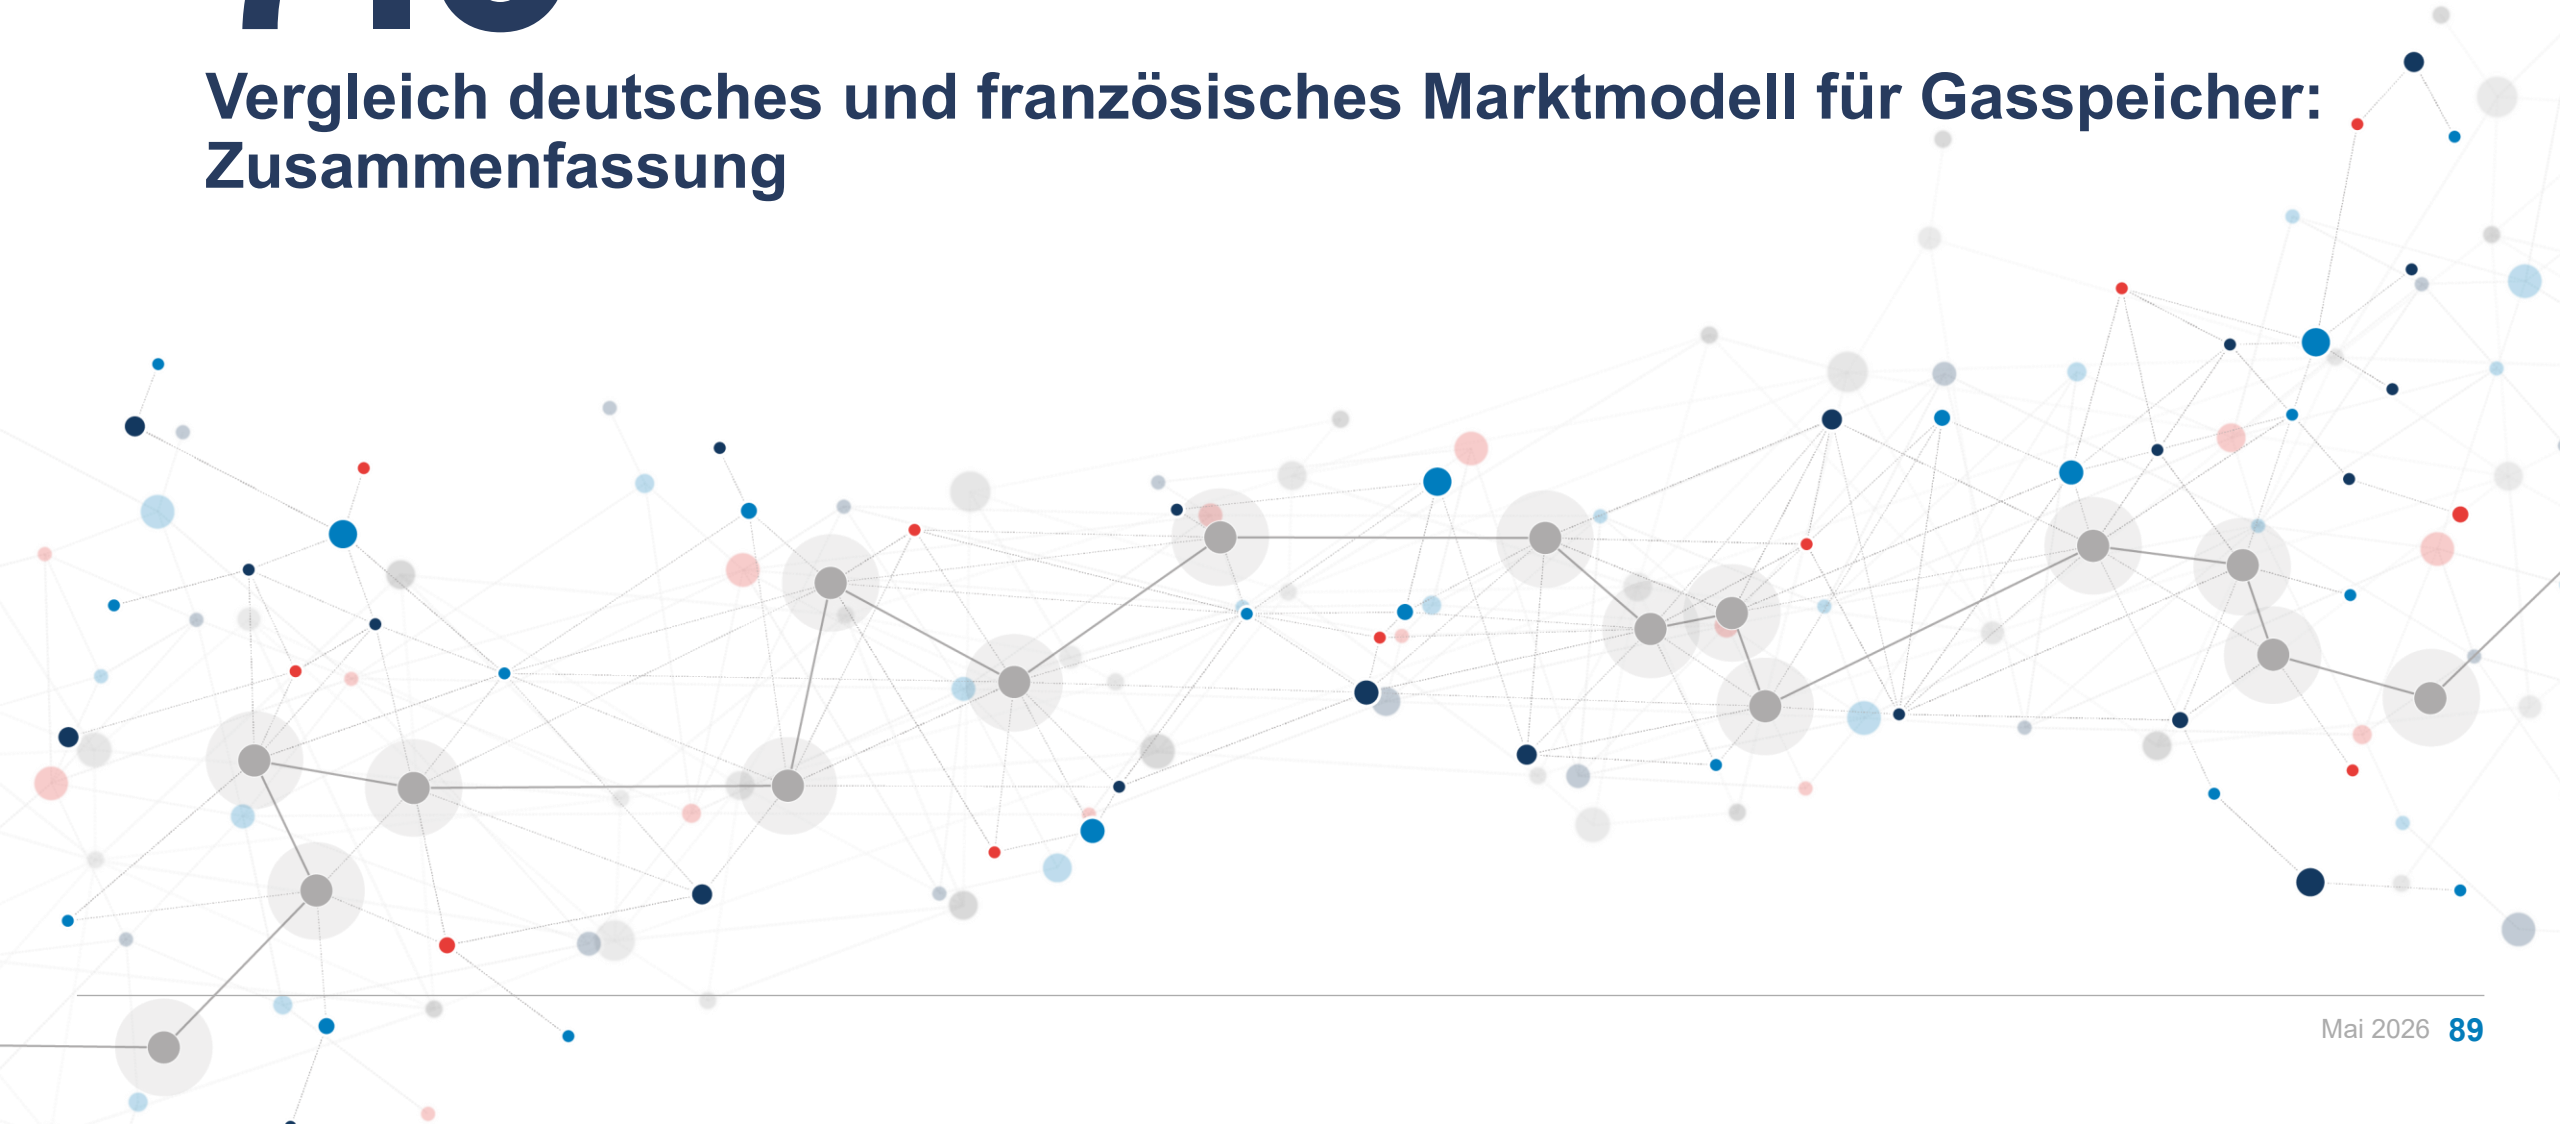 Vergleich deutsches und französisches Marktmodell für Gasspeicher:
Zusammenfassung
Mai 2026 89